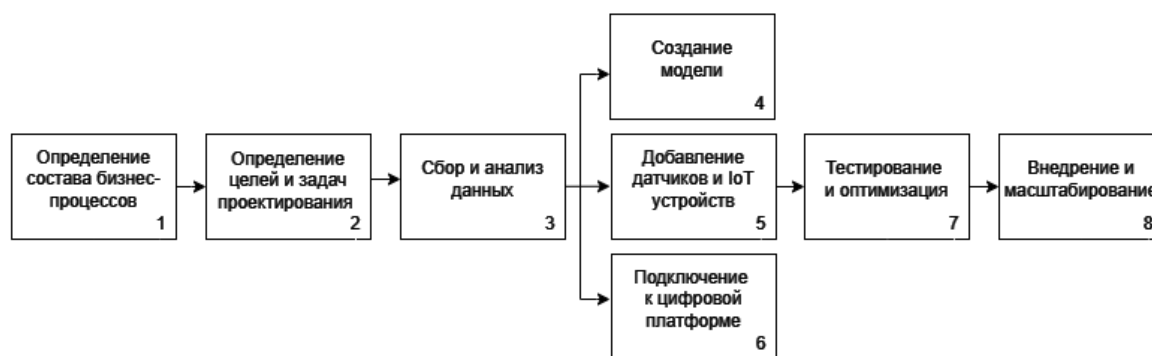 Определение
состава бизнес-
процессов
1
Определение
целей и задач
проектирования
2
Сбор и анализ
данных
3
Создание
модели
4
Добавление
датчиков и IoT
устройств
5
Подключение
к цифровой
платформе
6
Тестирование
и оптимизация
7
Внедрение и
масштабирование
8